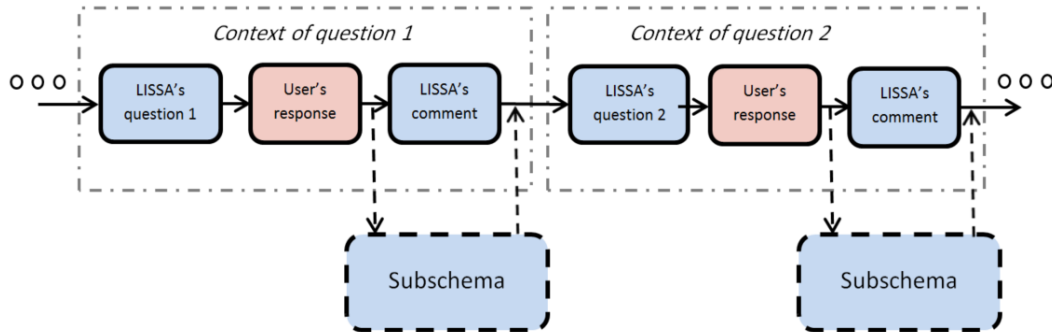 Context of question 1
Context of question 2
o o o
LISSA's
question 1
User's
response
LISSA's
comment
LISSA's
question 2
User's
response
LISSA's
comment
o o o
Subschema
Subschema